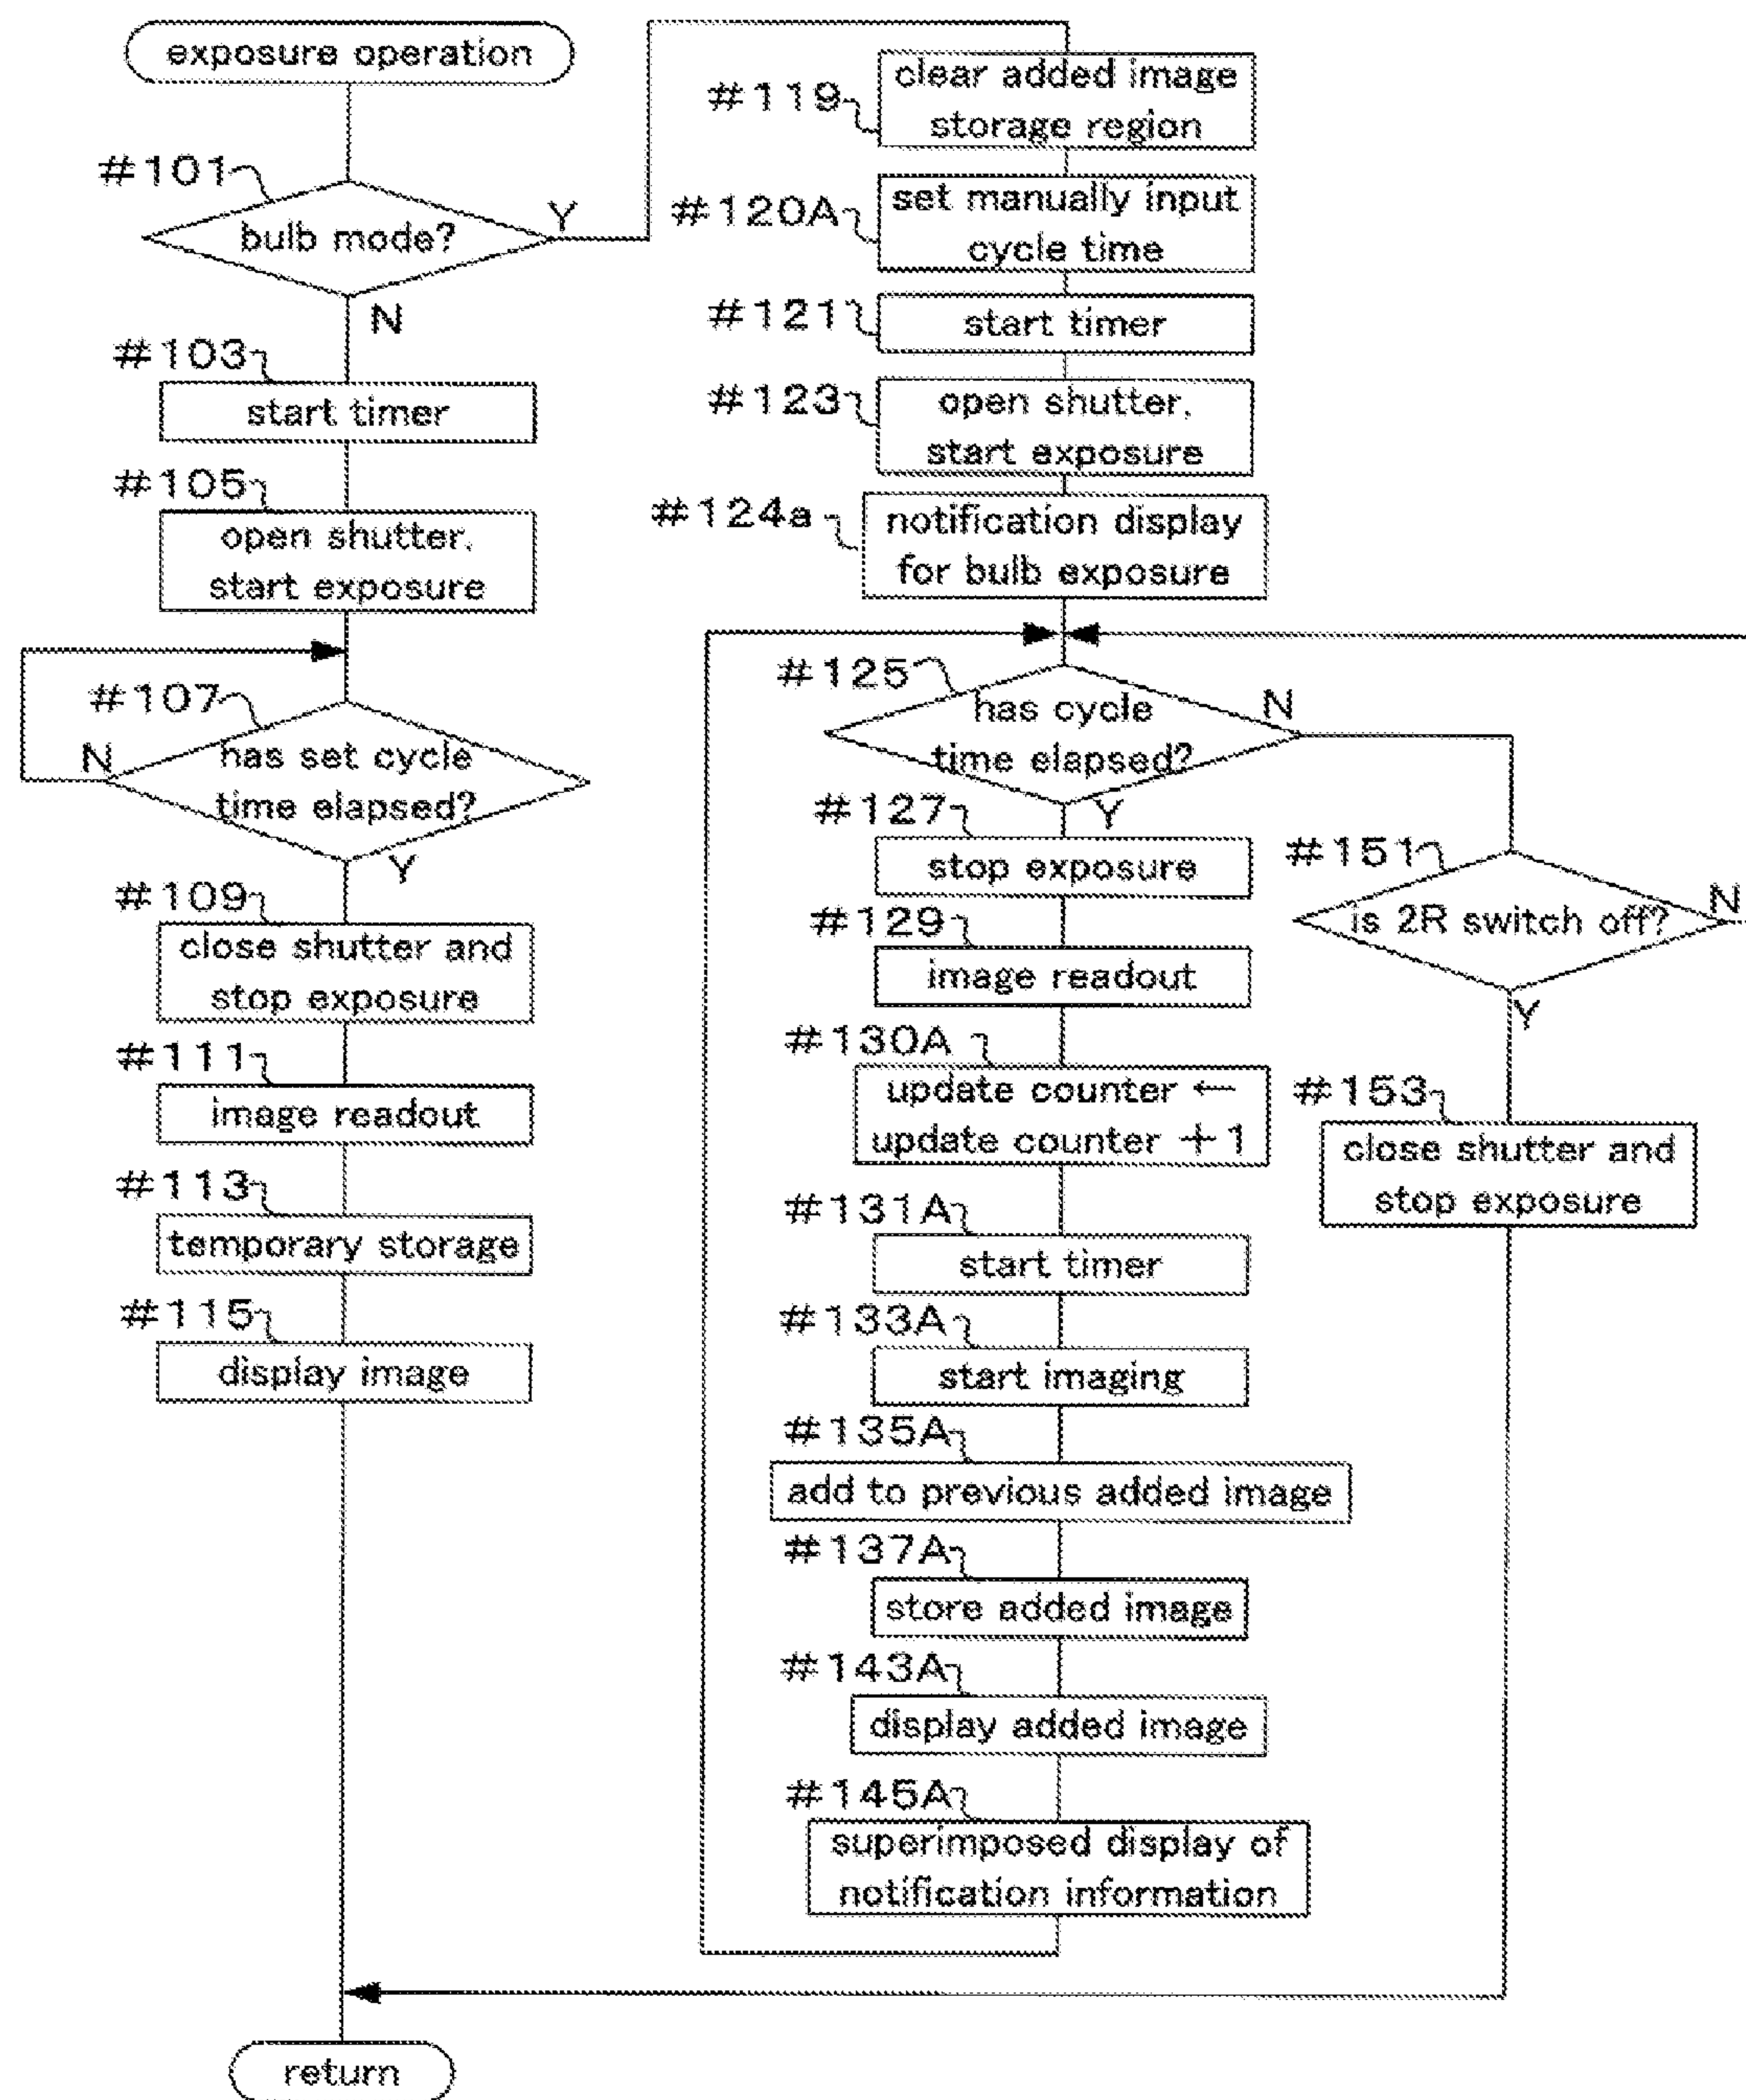 exposure operation
#101
bulb mode?
Y
N
#103
start timer
#105
open shutter,
start exposure
#107
N
has set cycle
time elapsed?
Y
#109
close shutter and
stop exposure
#111
image readout
#113
temporary storage
#115
display image
return
#119
clear added image
storage region
#120A
set manually input
cycle time
#121
start timer
#123
open shutter,
start exposure
#124a
notification display
for bulb exposure
#125
has cycle
time elapsed?
N
Y
#127
stop exposure
#129
image readout
#130A
update counter ←
update counter +1
#131A
start timer
#133A
start imaging
#135A
add to previous added image
#137A
store added image
#143A
display added image
#145A
superimposed display of
notification information
#151
is 2R switch off?
N
Y
#153
close shutter and
stop exposure